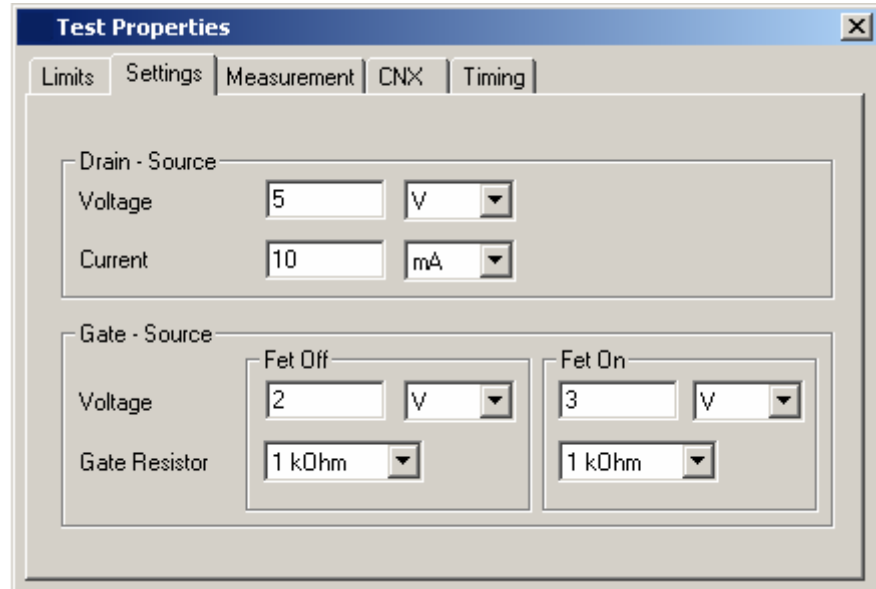 Test Properties
Limits Settings Measurement CNX Timing
Drain - Source
Voltage 5 V
Current 10 mA
Gate - Source
Fet Off Fet On
Voltage 2 V 3 V
Gate Resistor 1 kOhm 1 kOhm